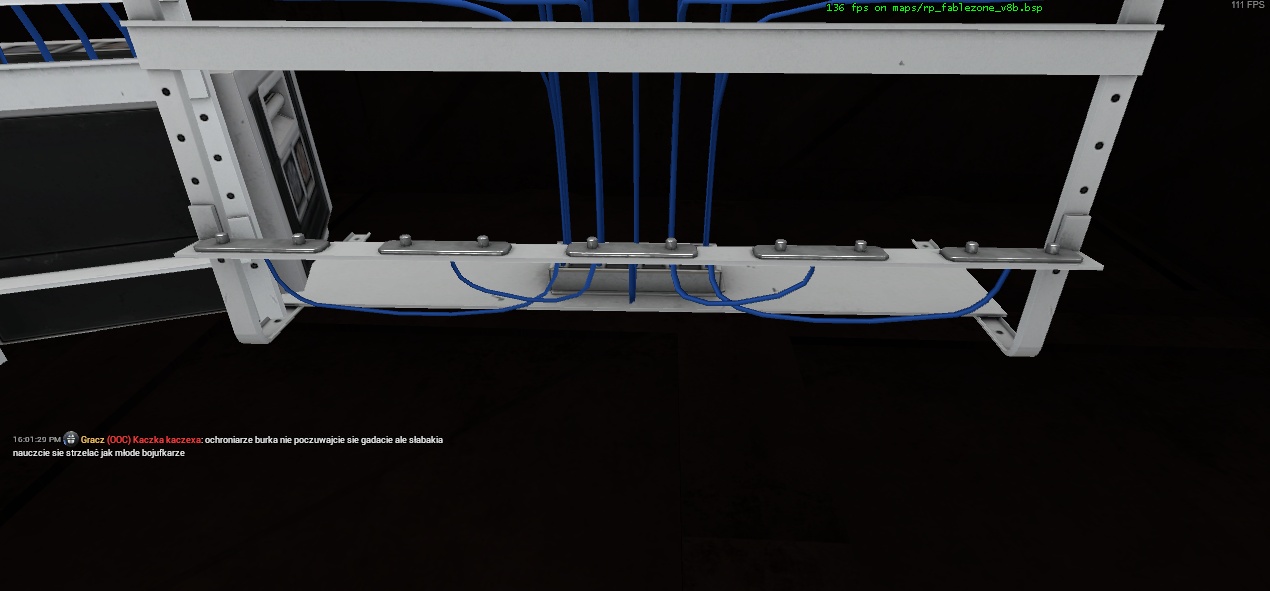 136 fps on maps/rp_fablezone_v8b.bsp
111 FPS
16:01:29 PM Gracz (OOC) Kaczka kaczexa: ochroniarze burka nie poczuwajcie sie gadacie ale słabakia
nauczcie sie strzelać jak młode bojufkarze